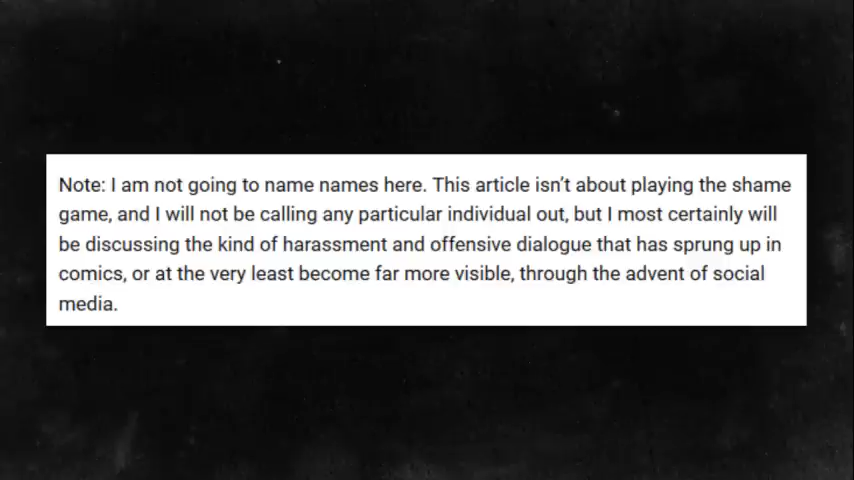 Note: I am not going to name names here. This article isn’t about playing the shame
game, and I will not be calling any particular individual out, but I most certainly will
be discussing the kind of harassment and offensive dialogue that has sprung up in
comics, or at the very least become far more visible, through the advent of social
media.